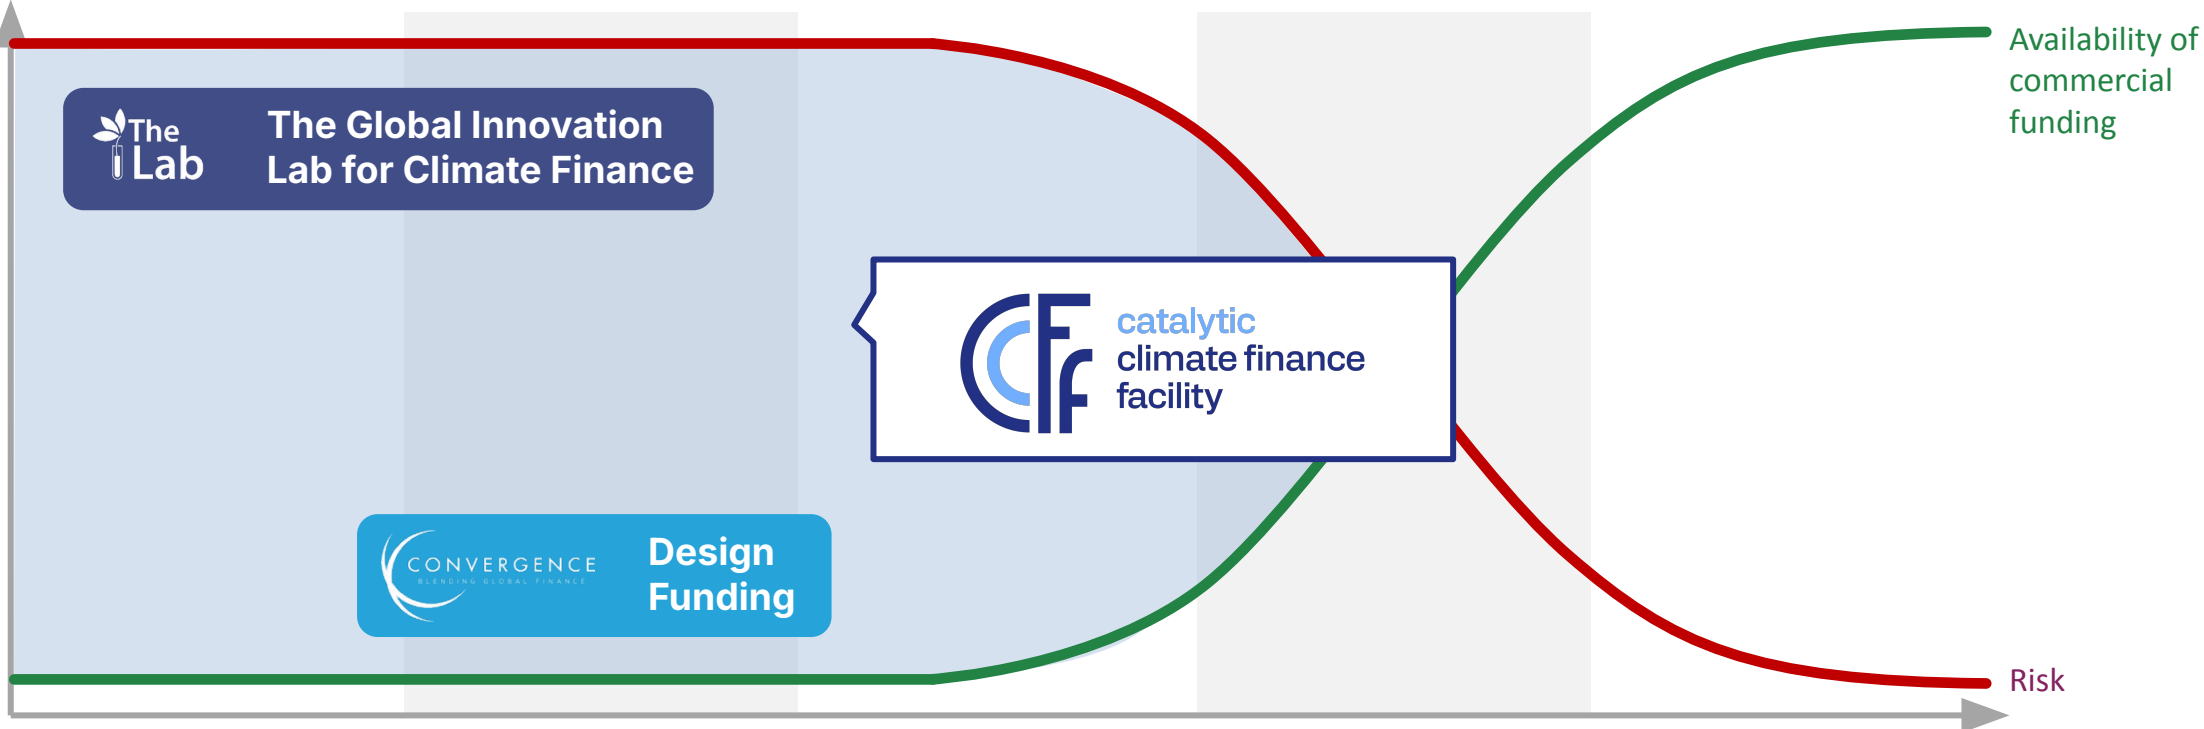 Availability of
commercial
funding
The
Lab
The Global Innovation
Lab for Climate Finance
CCFF
catalytic
climate finance
facility
CONVERGENCE
BLENDING GLOBAL FINANCE
Design
Funding
Risk